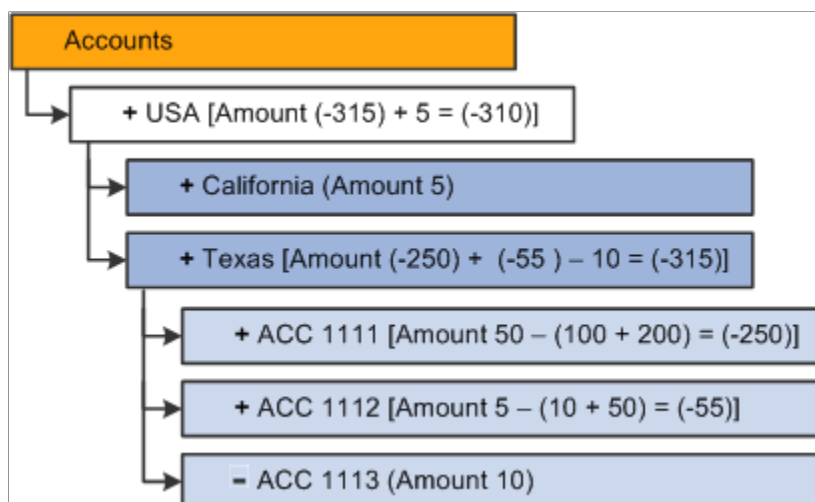 Accounts
+ USA [Amount (-315) + 5 = (-310)]
+ California (Amount 5)
+ Texas [Amount (-250) + (-55 ) – 10 = (-315)]
+ ACC 1111 [Amount 50 – (100 + 200) = (-250)]
+ ACC 1112 [Amount 5 – (10 + 50) = (-55)]
- ACC 1113 (Amount 10)